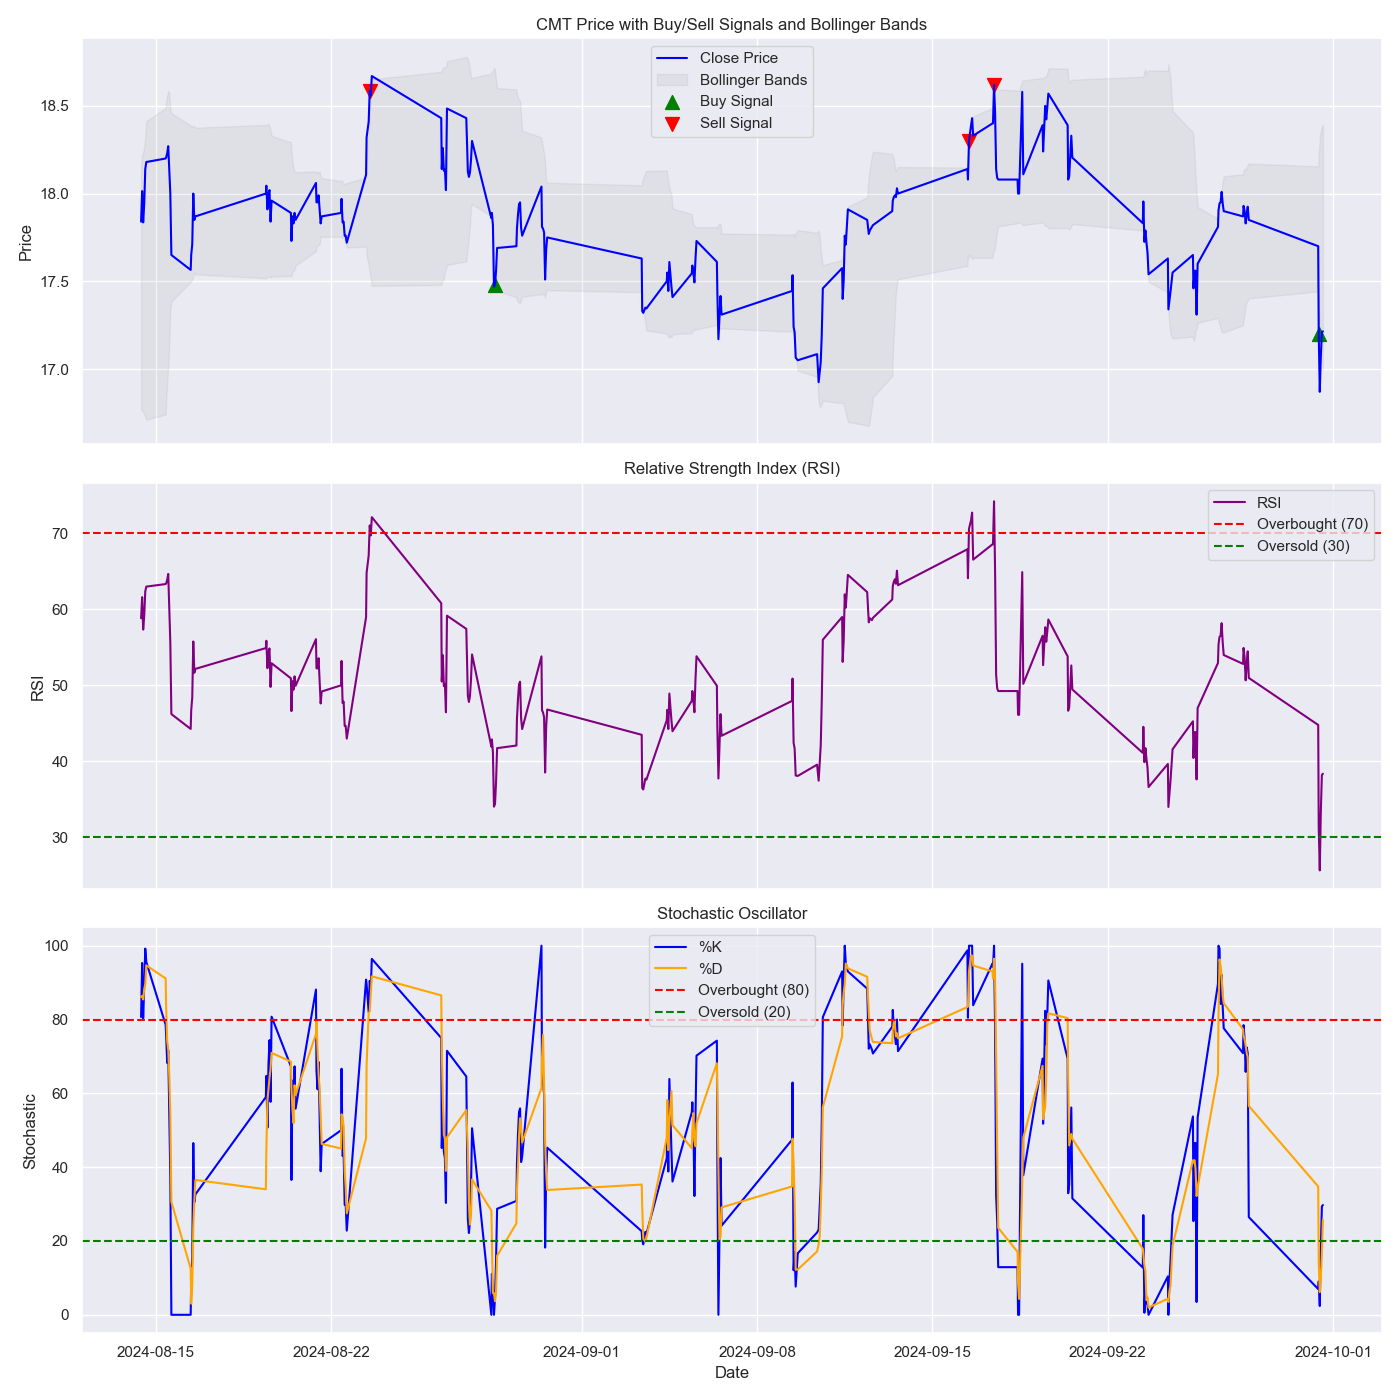 CMT Price with Buy/Sell Signals and Bollinger Bands
Close Price
Bollinger Bands
Buy Signal
Sell Signal
Price
18.5
18.0
17.5
17.0
Relative Strength Index (RSI)
RSI
Overbought (70)
Oversold (30)
RSI
70
60
50
40
30
Stochastic Oscillator
%K
%D
Overbought (80)
Oversold (20)
Stochastic
100
80
60
40
20
0
2024-08-15
2024-08-22
2024-09-01
2024-09-08
2024-09-15
2024-09-22
2024-10-01
Date